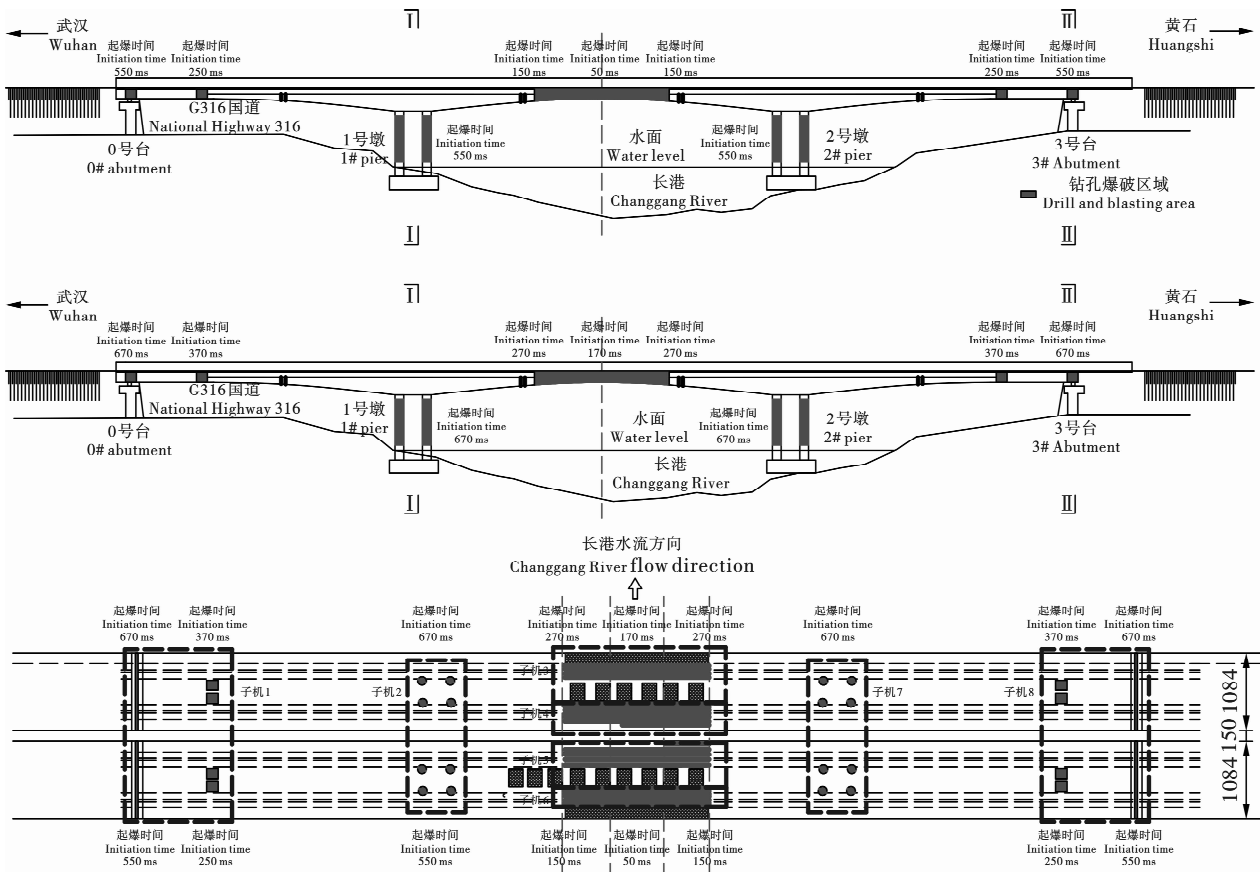 I
II
武汉
Wuhan
黄石
Huangshi
起爆时间
Initiation time
550 ms
起爆时间
Initiation time
250 ms
起爆时间
Initiation time
150 ms
起爆时间
Initiation time
50 ms
起爆时间
Initiation time
150 ms
起爆时间
Initiation time
250 ms
起爆时间
Initiation time
550 ms
G316国道
National Highway 316
0号台
0# abutment
1号墩
1# pier
起爆时间
Initiation time
550 ms
水面
Water level
起爆时间
Initiation time
550 ms
2号墩
2# pier
3号台
3# Abutment
长港
Changgang River
钻孔爆破区域
Drill and blasting area
I
II
I
II
武汉
Wuhan
黄石
Huangshi
起爆时间
Initiation time
670 ms
起爆时间
Initiation time
370 ms
起爆时间
Initiation time
270 ms
起爆时间
Initiation time
170 ms
起爆时间
Initiation time
270 ms
起爆时间
Initiation time
370 ms
起爆时间
Initiation time
670 ms
G316国道
National Highway 316
0号台
0# abutment
1号墩
1# pier
起爆时间
Initiation time
670 ms
水面
Water level
起爆时间
Initiation time
670 ms
2号墩
2# pier
3号台
3# Abutment
长港
Changgang River
I
II
长港水流方向
Changgang River flow direction
起爆时间
Initiation time
670 ms
起爆时间
Initiation time
370 ms
起爆时间
Initiation time
670 ms
起爆时间
Initiation time
270 ms
起爆时间
Initiation time
170 ms
起爆时间
Initiation time
270 ms
起爆时间
Initiation time
670 ms
起爆时间
Initiation time
370 ms
起爆时间
Initiation time
670 ms
子机1
子机2
子机3
子机4
子机5
子机6
子机7
子机8
1084
150
1084
起爆时间
Initiation time
550 ms
起爆时间
Initiation time
250 ms
起爆时间
Initiation time
550 ms
起爆时间
Initiation time
150 ms
起爆时间
Initiation time
50 ms
起爆时间
Initiation time
150 ms
起爆时间
Initiation time
550 ms
起爆时间
Initiation time
250 ms
起爆时间
Initiation time
550 ms